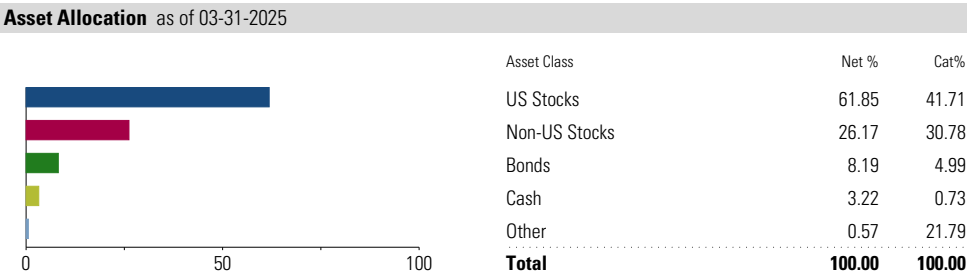 Asset Allocation as of 03-31-2025
Asset Class Net % Cat%
US Stocks 61.85 41.71
Non-US Stocks 26.17 30.78
Bonds 8.19 4.99
Cash 3.22 0.73
Other 0.57 21.79
0 50 100
Total 100.00 100.00